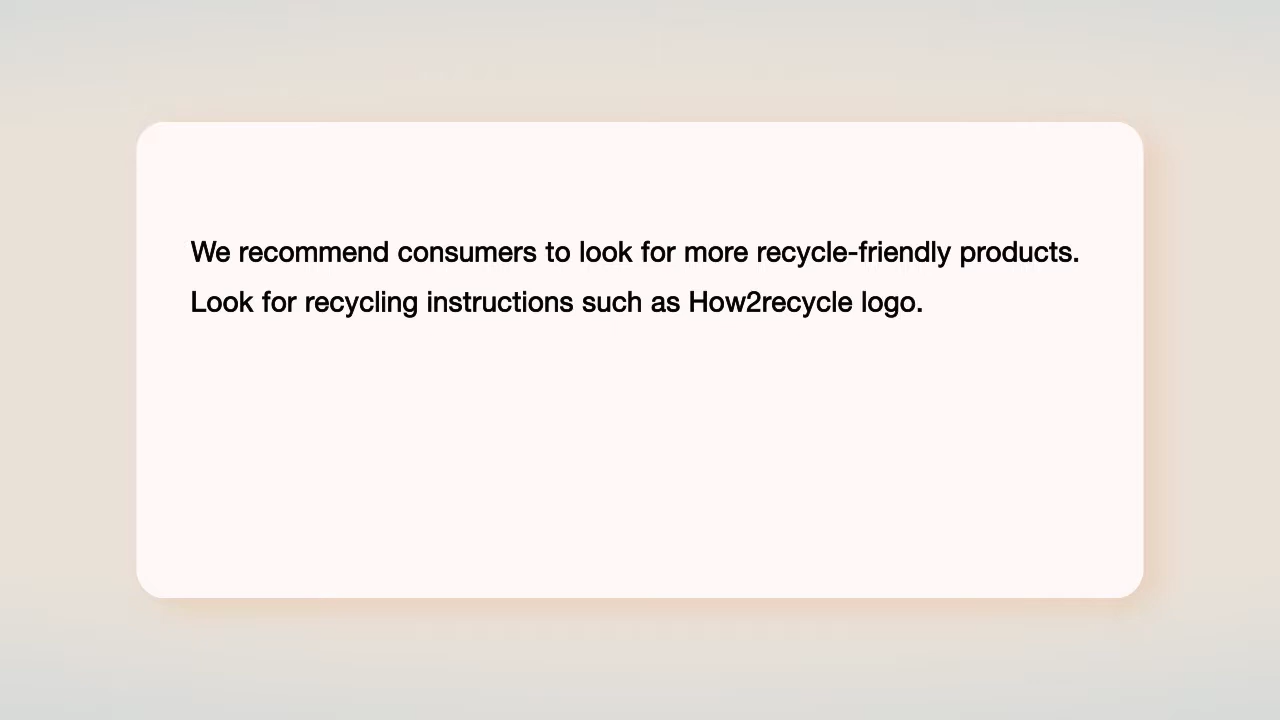 We recommend consumers to look for more recycle-friendly products.
Look for recycling instructions such as How2recycle logo.